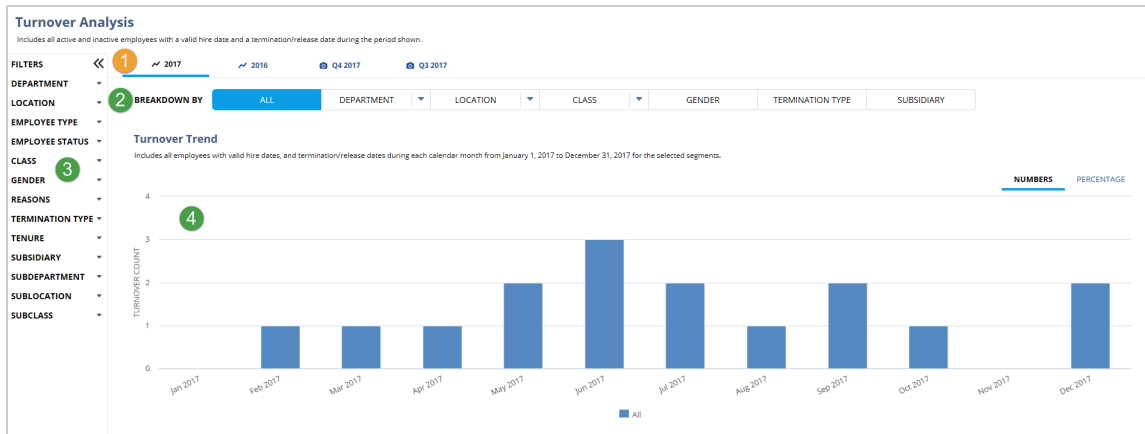 Turnover Analysis
Includes all active and inactive employees with a valid hire date and a termination/release date during the period shown.
FILTERS
DEPARTMENT
LOCATION
EMPLOYEE TYPE
EMPLOYEE STATUS
CLASS
3
GENDER
REASONS
TERMINATION TYPE
TENURE
SUBSIDIARY
SUBDEPARTMENT
SUBLOCATION
SUBCLASS
1 2017 2016 Q4 2017 Q3 2017
2 BREAKDOWN BY ALL DEPARTMENT LOCATION CLASS GENDER TERMINATION TYPE SUBSIDIARY
Turnover Trend
Includes all employees with valid hire dates, and termination/release dates during each calendar month from January 1, 2017 to December 31, 2017 for the selected segments.
NUMBERS PERCENTAGE
4
TURNOVER COUNT
4
3
2
1
0
Jan 2017 Feb 2017 Mar 2017 Apr 2017 May 2017 Jun 2017 Jul 2017 Aug 2017 Sep 2017 Oct 2017 Nov 2017 Dec 2017
All